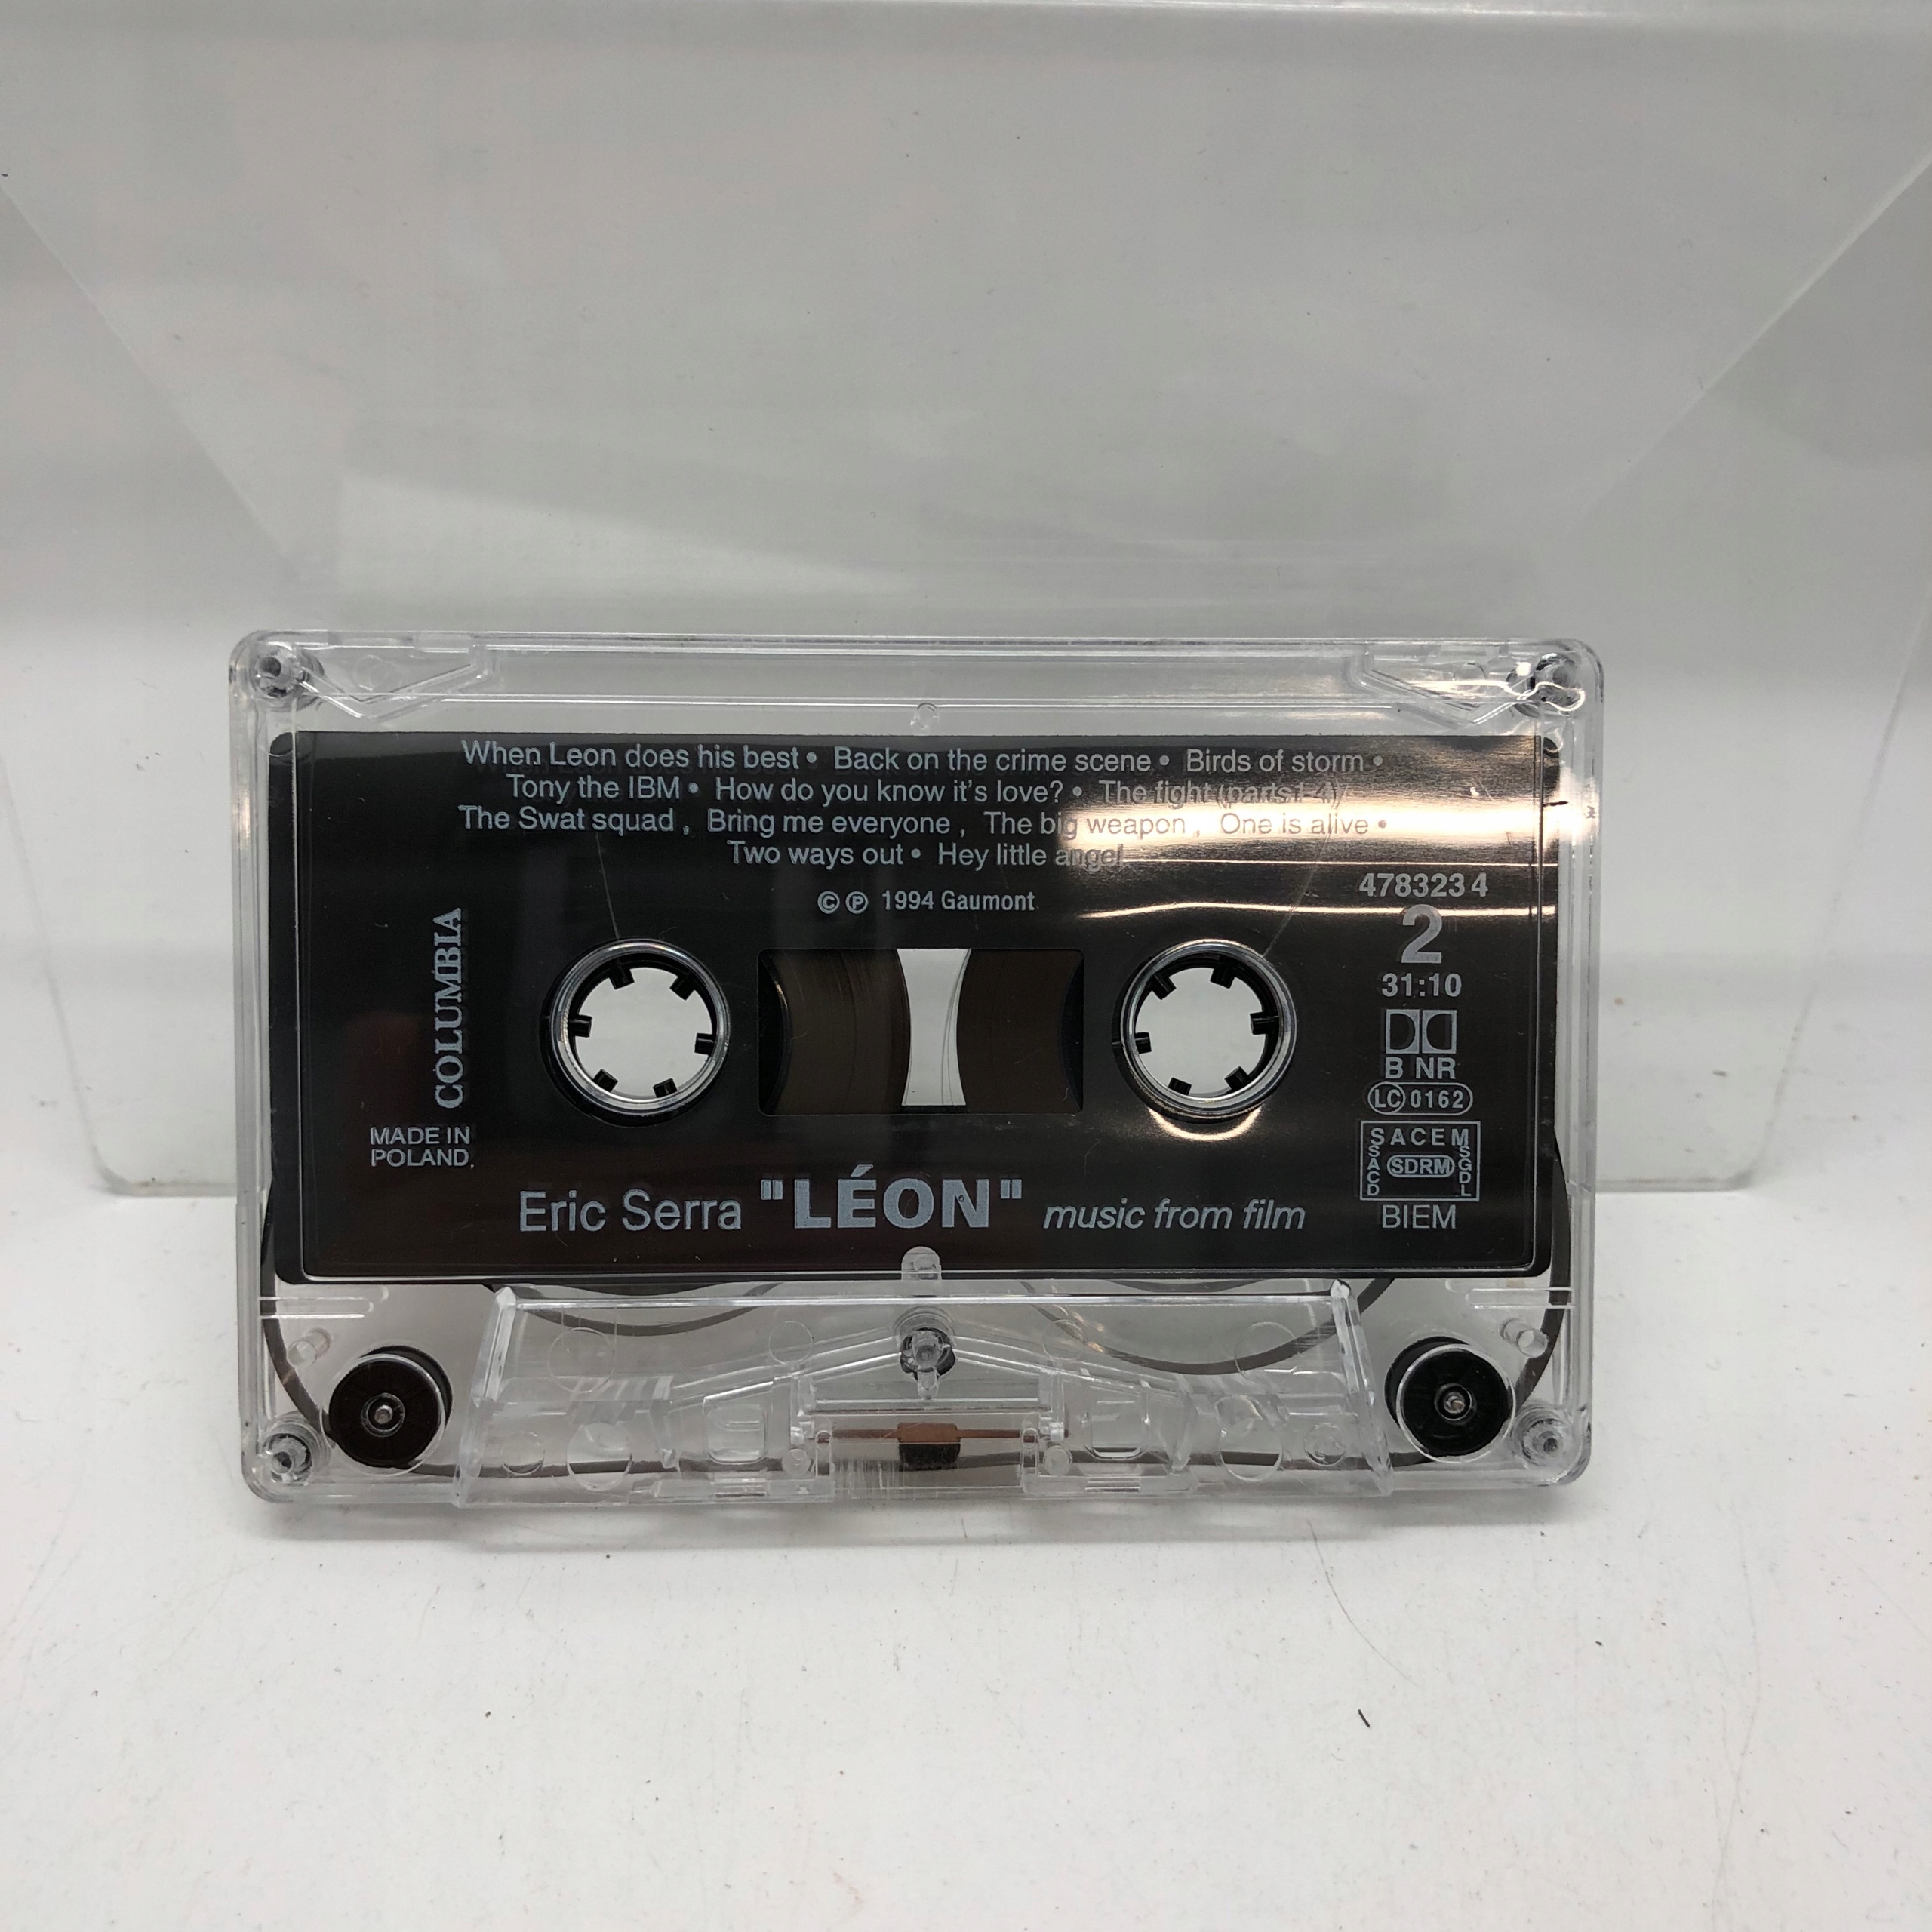 When Leon does his best • Back on the crime scene • Birds of storm •
Tony the IBM • How do you know it's love? • The fight (parts 1-4)
The Swat squad, Bring me everyone, The big weapon, One is alive •
Two ways out • Hey little angel
© ℗ 1994 Gaumont
478323 4
2
31:10
B NR
LC 0162
SACEM
SACD
SDRM
SGDL
BIEM
COLUMBIA
MADE IN
POLAND.
Eric Serra "LÉON" music from film